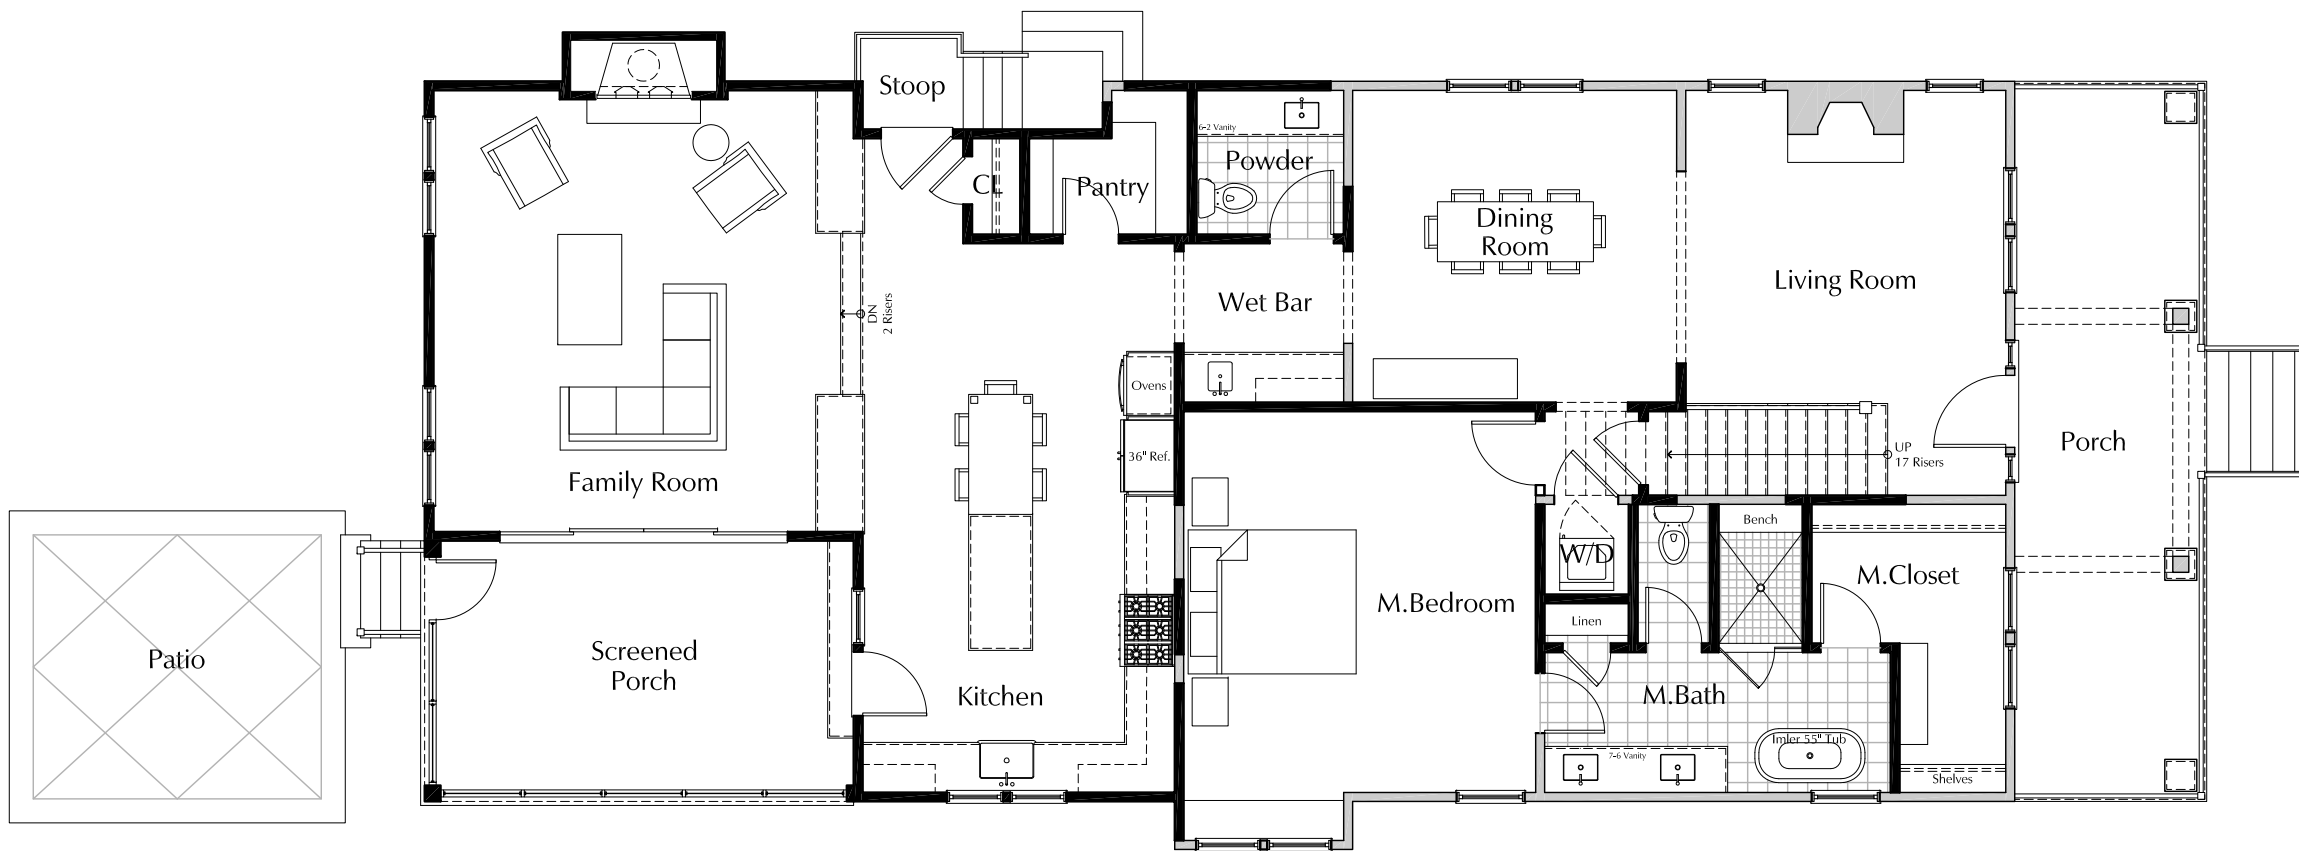 Stoop
6-2 Vanity
Powder
CL
Pantry
Dining
Room
Living Room
Wet Bar
DN
2 Risers
Ovens
36" Ref.
Family Room
UP
17 Risers
Porch
Bench
W/D
M.Closet
M.Bedroom
Linen
Patio
Screened
Porch
Kitchen
M.Bath
Imler 55" Tub
7-6 Vanity
Shelves